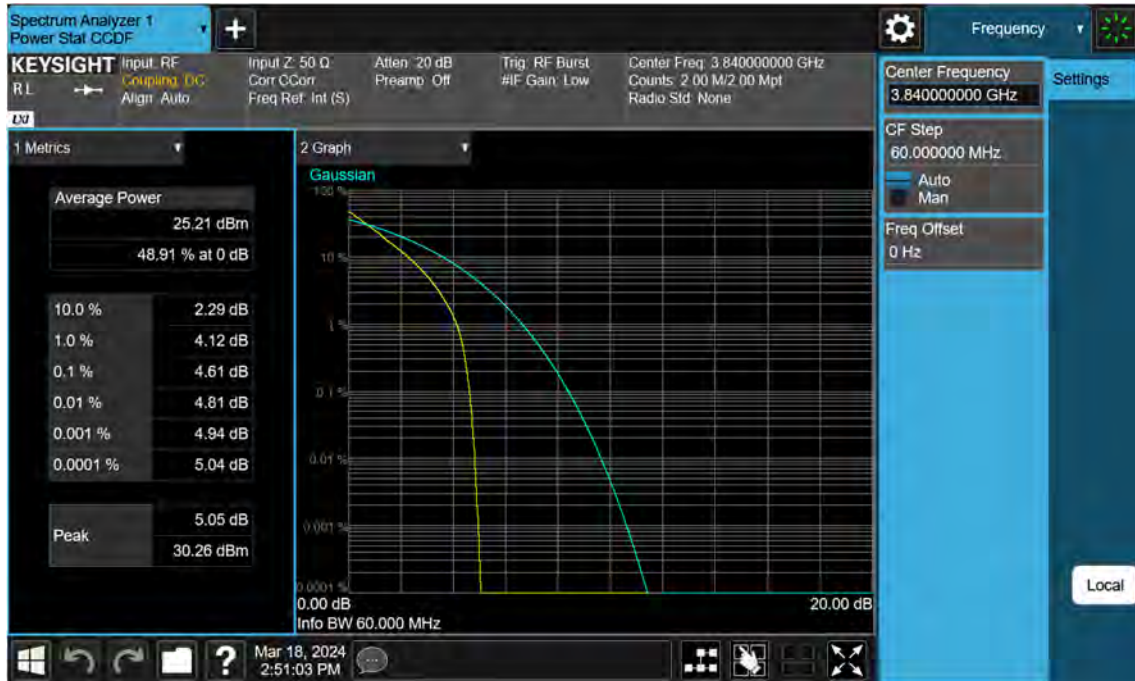 Spectrum Analyzer 1
Power Stat CCDF
Frequency
KEYSIGHT
RL
LXI
Input: RF
Coupling: DC
Align: Auto
Input Z: 50 Ω
Corr CCorr
Freq Ref: Int (S)
Atten: 20 dB
Preamp: Off
Trig: RF Burst
#IF Gain: Low
Center Freq: 3.840000000 GHz
Counts: 2.00 M/2.00 Mpt
Radio Std: None
Center Frequency
3.840000000 GHz
Settings
CF Step
60.000000 MHz
Auto
Man
Freq Offset
0 Hz
1 Metrics
Average Power
25.21 dBm
48.91 % at 0 dB
10.0 % 2.29 dB
1.0 % 4.12 dB
0.1 % 4.61 dB
0.01 % 4.81 dB
0.001 % 4.94 dB
0.0001 % 5.04 dB
Peak
5.05 dB
30.26 dBm
2 Graph
Gaussian
100 %
10 %
1 %
0.1 %
0.01 %
0.001 %
0.0001 %
0.00 dB 20.00 dB
Info BW 60.000 MHz
Local
?
Mar 18, 2024
2:51:03 PM